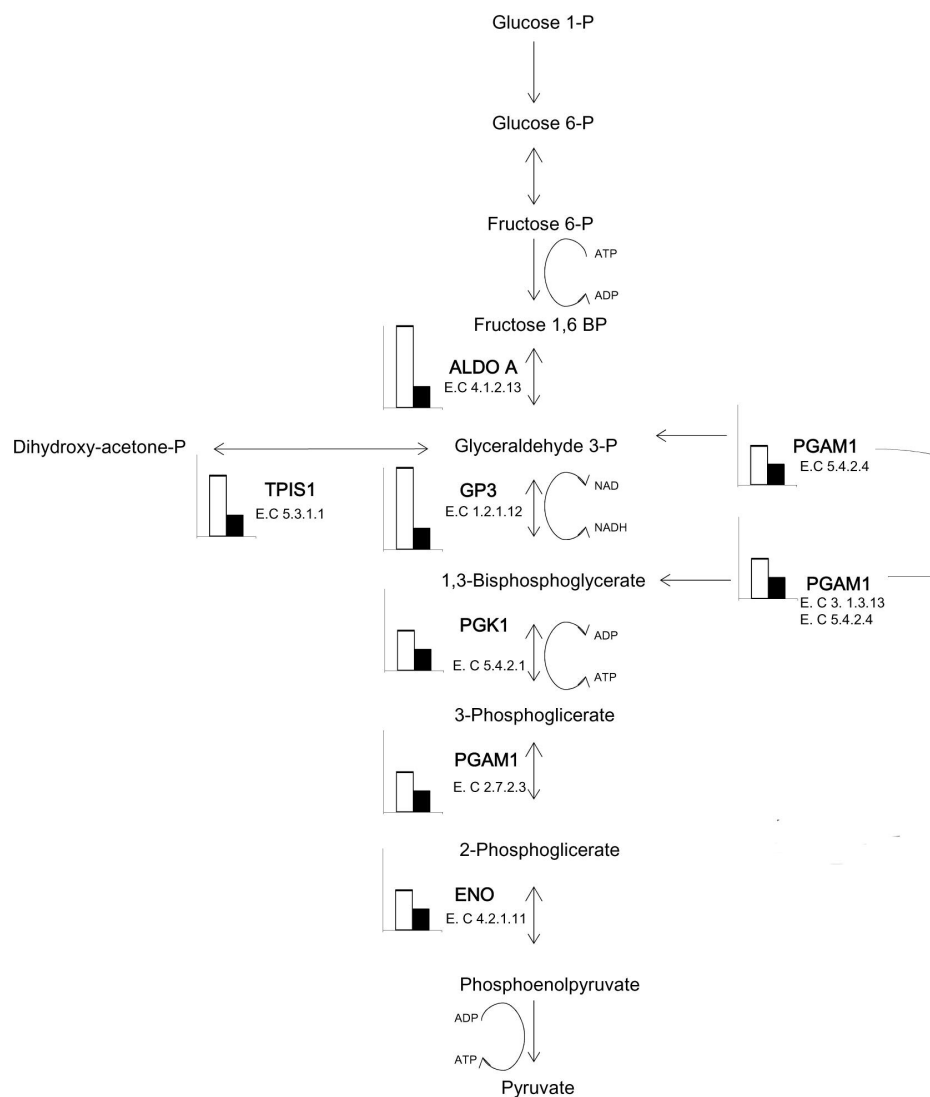 Glucose 1-P
Glucose 6-P
Fructose 6-P
ATP
ADP
Fructose 1,6 BP
ALDO A
E.C 4.1.2.13
Dihydroxy-acetone-P
Glyceraldehyde 3-P
PGAM1
E.C 5.4.2.4
TPIS1
E.C 5.3.1.1
GP3
E.C 1.2.1.12
NAD
NADH
1,3-Bisphosphoglycerate
PGAM1
E. C 3. 1.3.13
E. C 5.4.2.4
PGK1
E. C 5.4.2.1
ADP
ATP
3-Phosphoglicerate
PGAM1
E. C 2.7.2.3
2-Phosphoglicerate
ENO
E. C 4.2.1.11
Phosphoenolpyruvate
ADP
ATP
Pyruvate